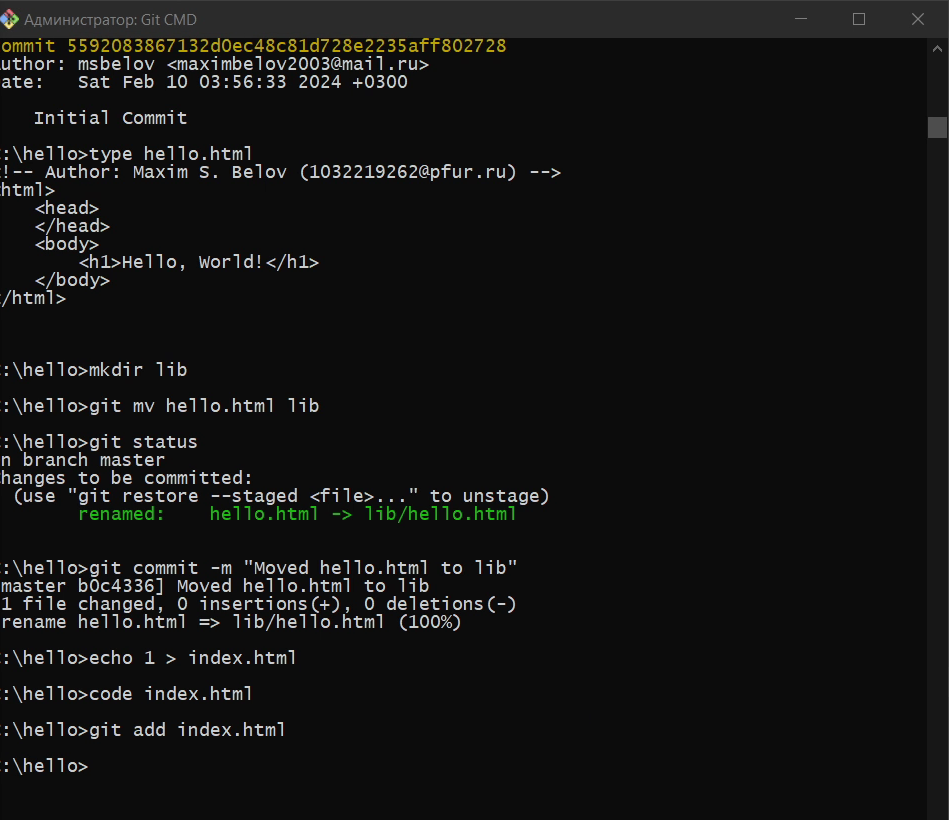 Администратор: Git CMD
ommit 5592083867132d0ec48c81d728e2235aff802728
uthor: msbelov <maximbelov2003@mail.ru>
ate:   Sat Feb 10 03:56:33 2024 +0300
    Initial Commit
:\hello>type hello.html
!-- Author: Maxim S. Belov (1032219262@pfur.ru) -->
html>
    <head>
    </head>
    <body>
        <h1>Hello, World!</h1>
    </body>
/html>
:\hello>mkdir lib
:\hello>git mv hello.html lib
:\hello>git status
n branch master
hanges to be committed:
  (use "git restore --staged <file>..." to unstage)
        renamed:    hello.html -> lib/hello.html
:\hello>git commit -m "Moved hello.html to lib"
master b0c4336] Moved hello.html to lib
1 file changed, 0 insertions(+), 0 deletions(-)
rename hello.html => lib/hello.html (100%)
:\hello>echo 1 > index.html
:\hello>code index.html
:\hello>git add index.html
:\hello>